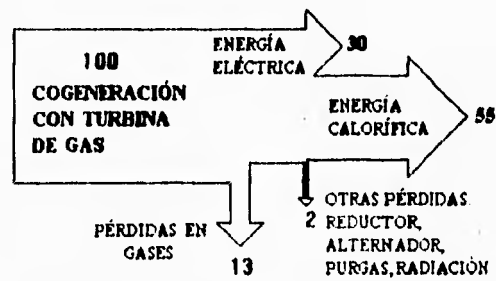 100
COGENERACIÓN
CON TURBINA
DE GAS
ENERGÍA
ELÉCTRICA
30
ENERGÍA
CALORÍFICA
55
PÉRDIDAS EN
GASES
13
2
OTRAS PÉRDIDAS
REDUCTOR,
ALTERNADOR,
PURGAS, RADIACIÓN